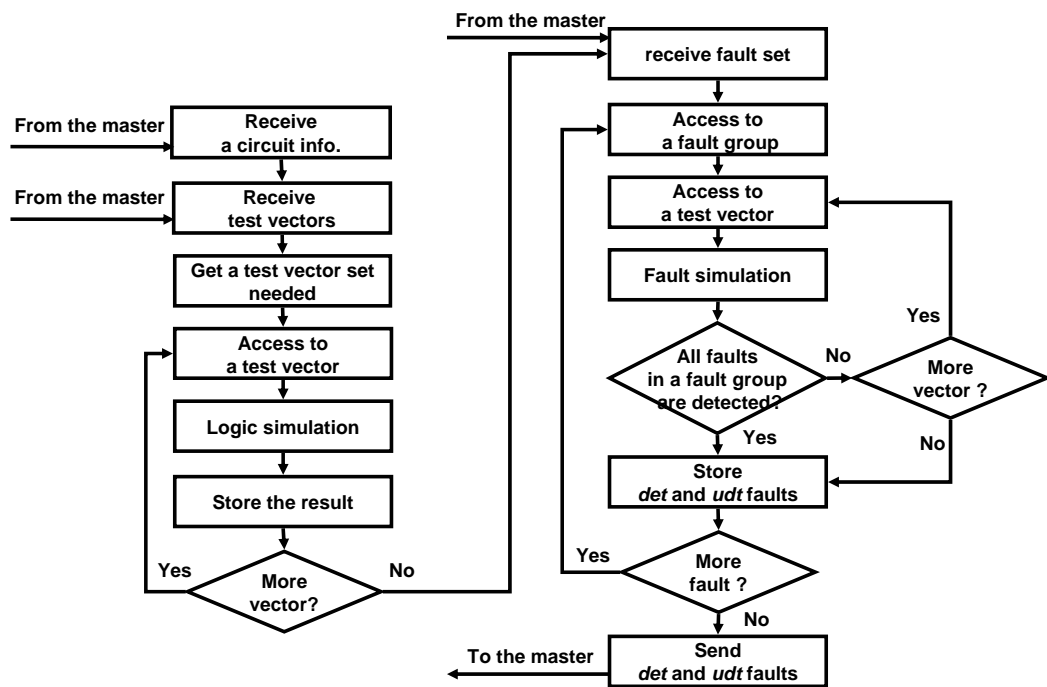 From the master
Receive
a circuit info.
From the master
Receive
test vectors
Get a test vector set
needed
Access to
a test vector
Logic simulation
Store the result
More
vector?
Yes
No
From the master
receive fault set
Access to
a fault group
Access to
a test vector
Fault simulation
All faults
in a fault group
are detected?
No
More
vector ?
Yes
No
Yes
Store
det and udt faults
More
fault ?
Yes
No
Send
det and udt faults
To the master